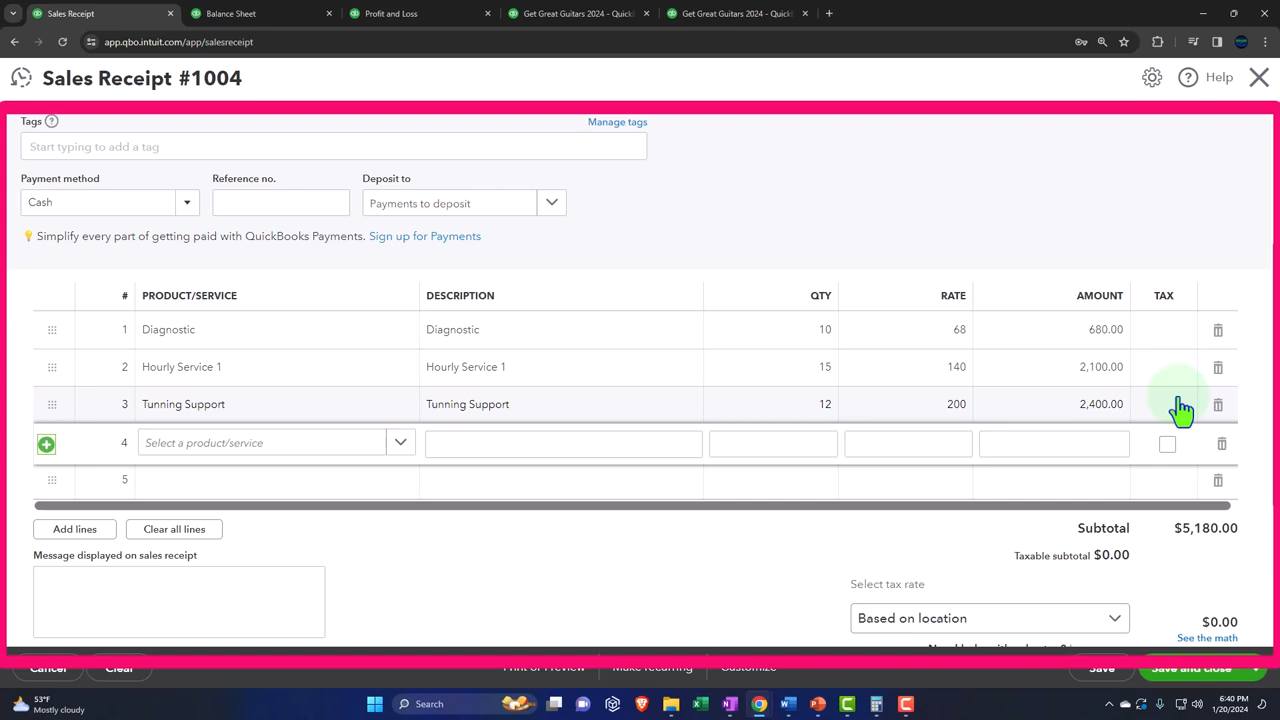 Sales Receipt
Balance Sheet
Profit and Loss
Get Great Guitars 2024 - QuickB
Get Great Guitars 2024 - QuickB
app.qbo.intuit.com/app/salesreceipt
Sales Receipt #1004
Help
Tags
Manage tags
Start typing to add a tag
Payment method
Reference no.
Deposit to
Cash
Payments to deposit
Simplify every part of getting paid with QuickBooks Payments. Sign up for Payments
# PRODUCT/SERVICE DESCRIPTION QTY RATE AMOUNT TAX
1 Diagnostic Diagnostic 10 68 680.00
2 Hourly Service 1 Hourly Service 1 15 140 2,100.00
3 Tunning Support Tunning Support 12 200 2,400.00
4 Select a product/service
5
Add lines
Clear all lines
Subtotal $5,180.00
Message displayed on sales receipt
Taxable subtotal $0.00
Select tax rate
Based on location
$0.00
See the math
Cancel
Clear
Print or Preview
Make recurring
Customize
Save
Save and close
53°F
Mostly cloudy
Search
6:40 PM
1/20/2024